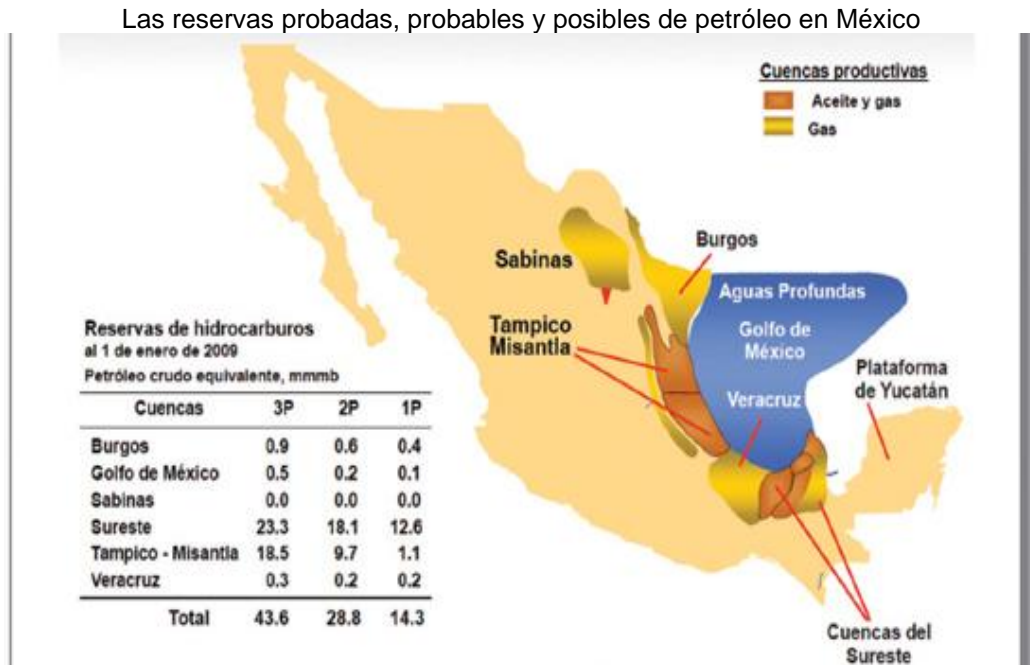 Las reservas probadas, probables y posibles de petróleo en México
Cuencas productivas
Aceite y gas
Gas
Sabinas
Burgos
Tampico
Misantla
Aguas Profundas
Golfo de
México
Veracruz
Plataforma
de Yucatán
Cuencas del
Sureste
Reservas de hidrocarburos
al 1 de enero de 2009
Petróleo crudo equivalente, mmmb
Cuencas 3P 2P 1P
Burgos 0.9 0.6 0.4
Golfo de México 0.5 0.2 0.1
Sabinas 0.0 0.0 0.0
Sureste 23.3 18.1 12.6
Tampico - Misantla 18.5 9.7 1.1
Veracruz 0.3 0.2 0.2
Total 43.6 28.8 14.3